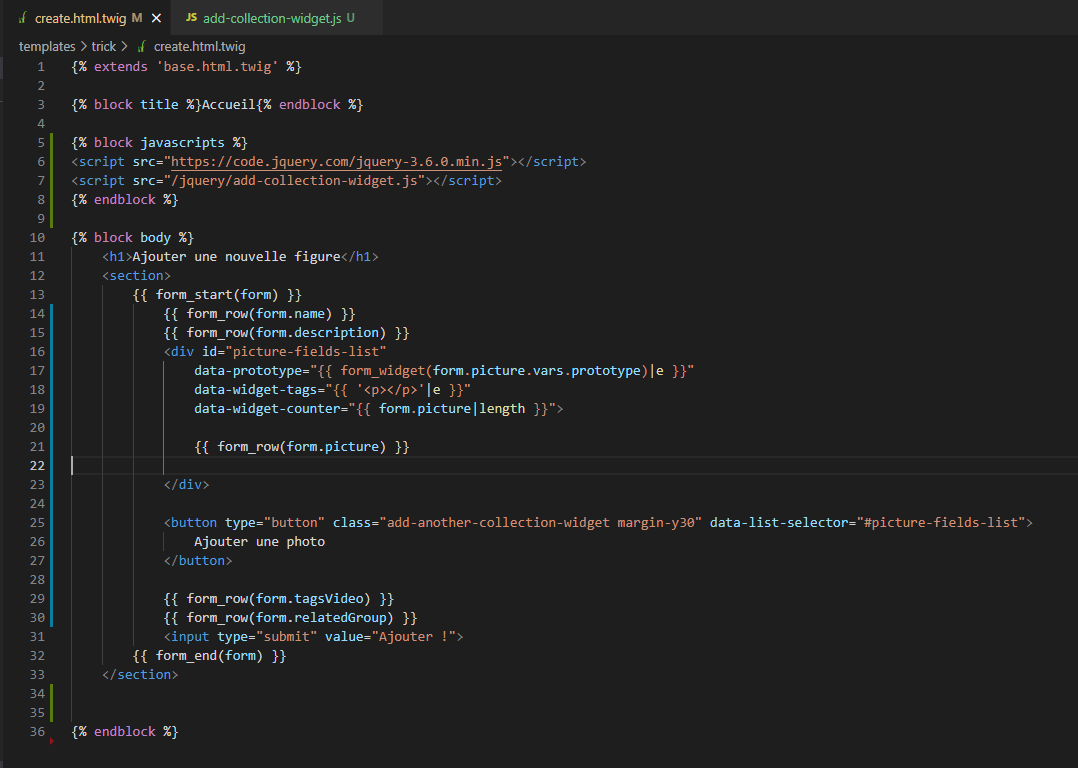 create.html.twig M ×
JS add-collection-widget.js U
templates > trick > create.html.twig
1 {% extends 'base.html.twig' %}
2
3 {% block title %}Accueil{% endblock %}
4
5 {% block javascripts %}
6 <script src="https://code.jquery.com/jquery-3.6.0.min.js"></script>
7 <script src="/jquery/add-collection-widget.js"></script>
8 {% endblock %}
9
10 {% block body %}
11 <h1>Ajouter une nouvelle figure</h1>
12 <section>
13 {{ form_start(form) }}
14 {{ form_row(form.name) }}
15 {{ form_row(form.description) }}
16 <div id="picture-fields-list"
17 data-prototype="{{ form_widget(form.picture.vars.prototype)|e }}"
18 data-widget-tags="{{ '<p></p>'|e }}"
19 data-widget-counter="{{ form.picture|length }}">
20
21 {{ form_row(form.picture) }}
22
23 </div>
24
25 <button type="button" class="add-another-collection-widget margin-y30" data-list-selector="#picture-fields-list">
26 Ajouter une photo
27 </button>
28
29 {{ form_row(form.tagsVideo) }}
30 {{ form_row(form.relatedGroup) }}
31 <input type="submit" value="Ajouter !">
32 {{ form_end(form) }}
33 </section>
34
35
36 {% endblock %}